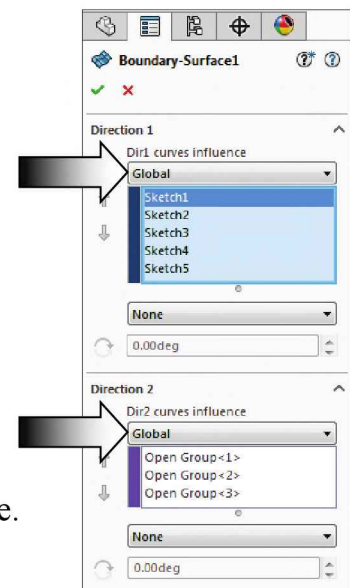 Boundary-Surface1
Direction 1
Dir1 curves influence
Global
Sketch1
Sketch2
Sketch3
Sketch4
Sketch5
None
0.00deg
Direction 2
Dir2 curves influence
Global
Open Group<1>
Open Group<2>
Open Group<3>
e.
None
0.00deg